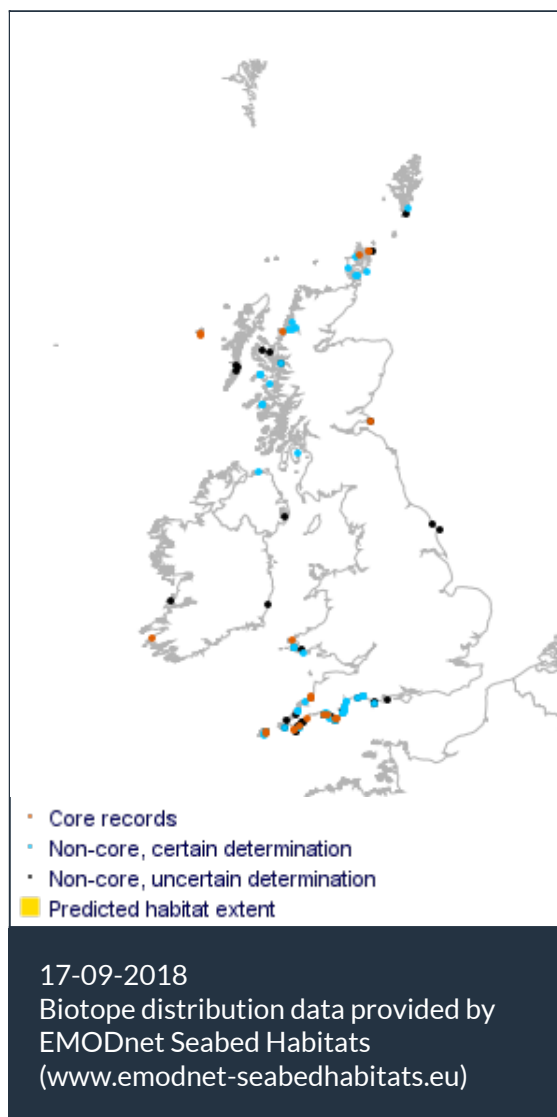 Core records
Non-core, certain determination
Non-core, uncertain determination
Predicted habitat extent
17-09-2018
Biotope distribution data provided by
EMODnet Seabed Habitats
(www.emodnet-seabedhabitats.eu)